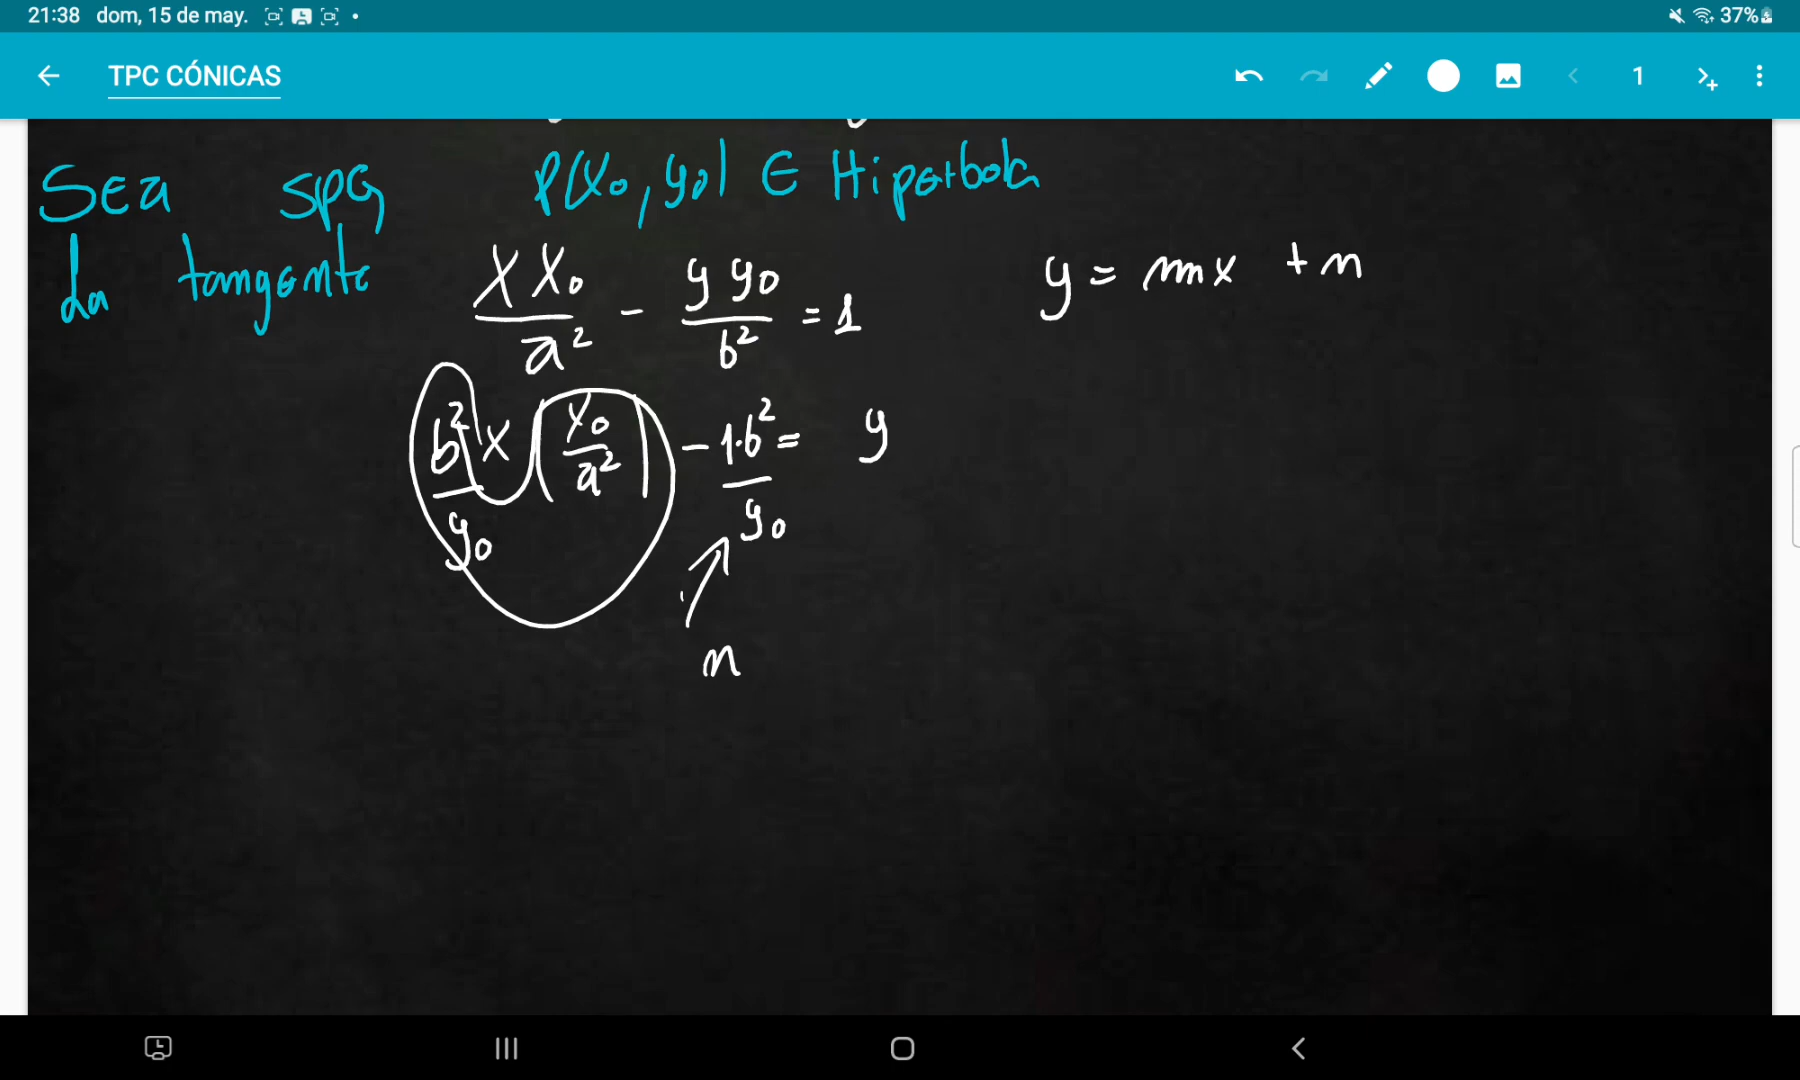 21:38 dom, 15 de may. 37%
TPC CÓNICAS
1
Sea spg P(x₀, y₀) ∈ Hiperbola
La tangente x x₀ / a² - y y₀ / b² = 1 y = mx + n
b² / y₀ x (x₀ / a²) - 1·b² / y₀ = y
n